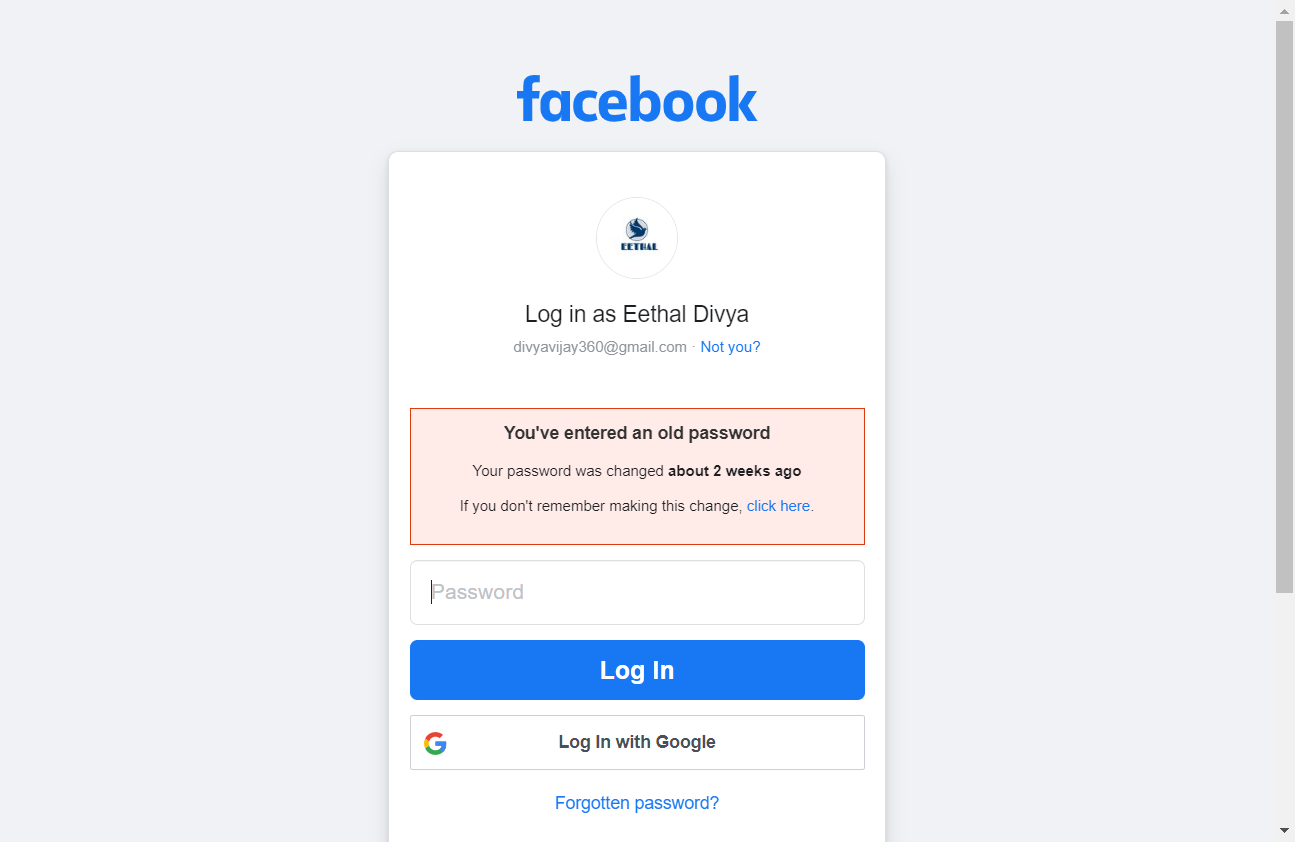 facebook
EETHAL
Log in as Eethal Divya
divyavijay360@gmail.com · Not you?
You've entered an old password
Your password was changed about 2 weeks ago
If you don't remember making this change, click here.
Password
Log In
Log In with Google
Forgotten password?